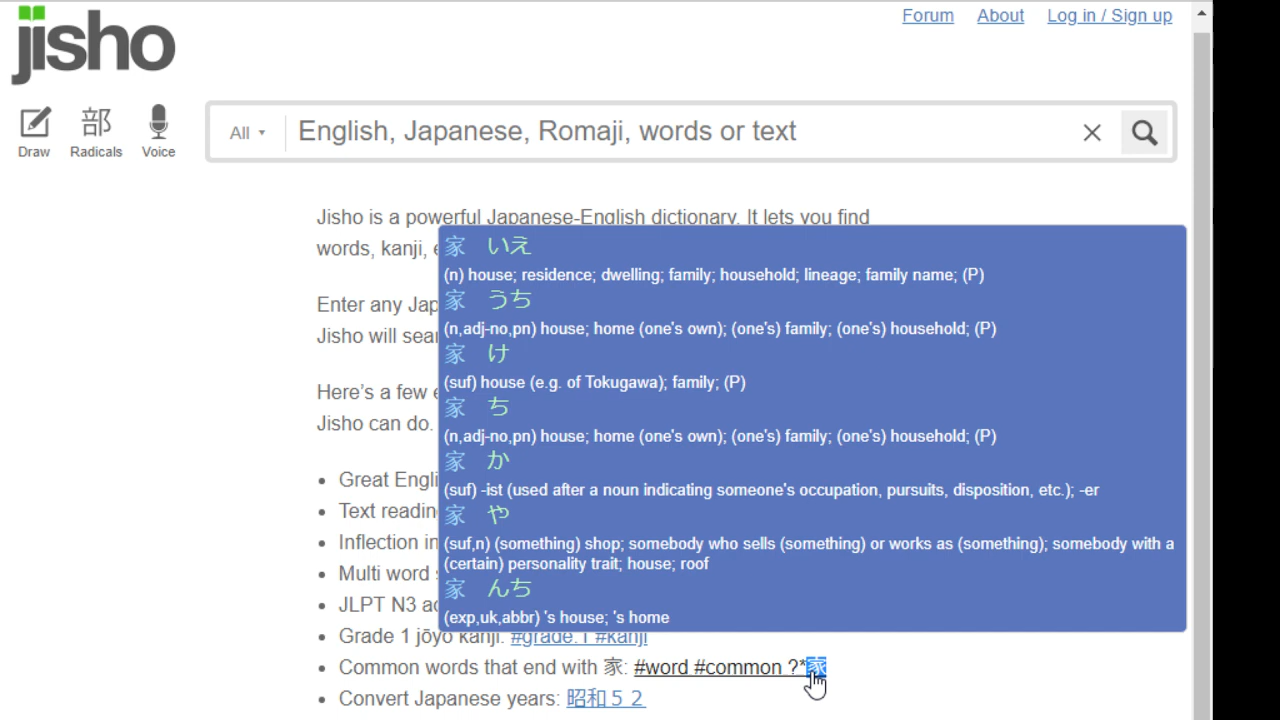 jisho
Forum About Log in / Sign up
Draw 部 Radicals Voice
All English, Japanese, Romaji, words or text
Jisho is a powerful Japanese-English dictionary. It lets you find
words, kanji,
家 いえ
(n) house; residence; dwelling; family; household; lineage; family name; (P)
家 うち
(n,adj-no,pn) house; home (one's own); (one's) family; (one's) household; (P)
家 け
(suf) house (e.g. of Tokugawa); family; (P)
家 ち
(n,adj-no,pn) house; home (one's own); (one's) family; (one's) household; (P)
家 か
(suf) -ist (used after a noun indicating someone's occupation, pursuits, disposition, etc.); -er
家 や
(suf,n) (something) shop; somebody who sells (something) or works as (something); somebody with a
(certain) personality trait; house; roof
家 んち
(exp,uk,abbr) 's house; 's home
Enter any
Jisho will
Here's a few
Jisho can do.
• Great
• Text
• Inflection
• Multi word
• JLPT N3
• Grade 1 jōyō kanji: #grade:1 #kanji
• Common words that end with 家: #word #common ?*家
• Convert Japanese years: 昭和５２